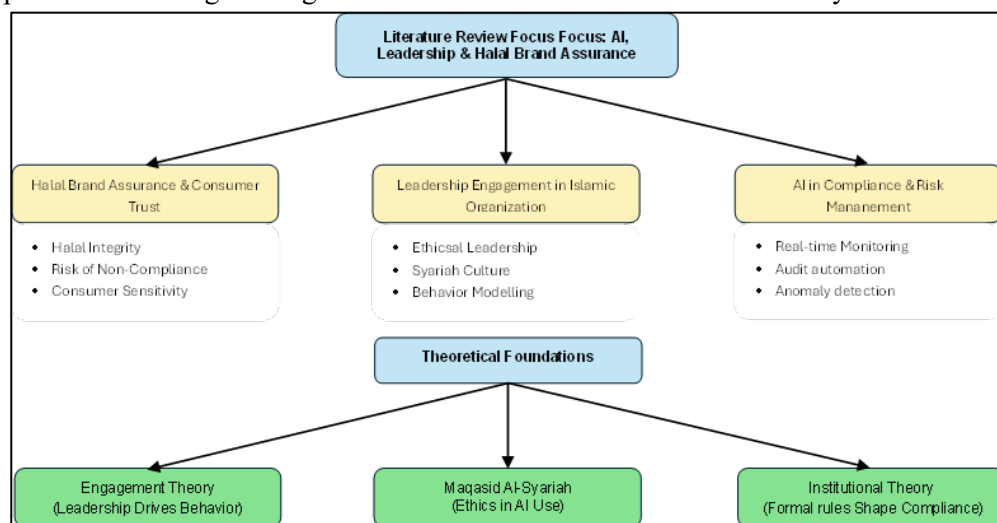 Literature Review Focus Focus: AI,
Leadership & Halal Brand Assurance
Halal Brand Assurance & Consumer
Trust
Leadership Engagement in Islamic
Organization
AI in Compliance & Risk
Mananement
• Halal Integrity
• Risk of Non-Compliance
• Consumer Sensitivity
• Ethicsal Leadership
• Syariah Culture
• Behavior Modelling
• Real-time Monitoring
• Audit automation
• Anomaly detection
Theoretical Foundations
Engagement Theory
(Leadership Drives Behavior)
Maqasid Al-Syariah
(Ethics in AI Use)
Institutional Theory
(Formal rules Shape Compliance)